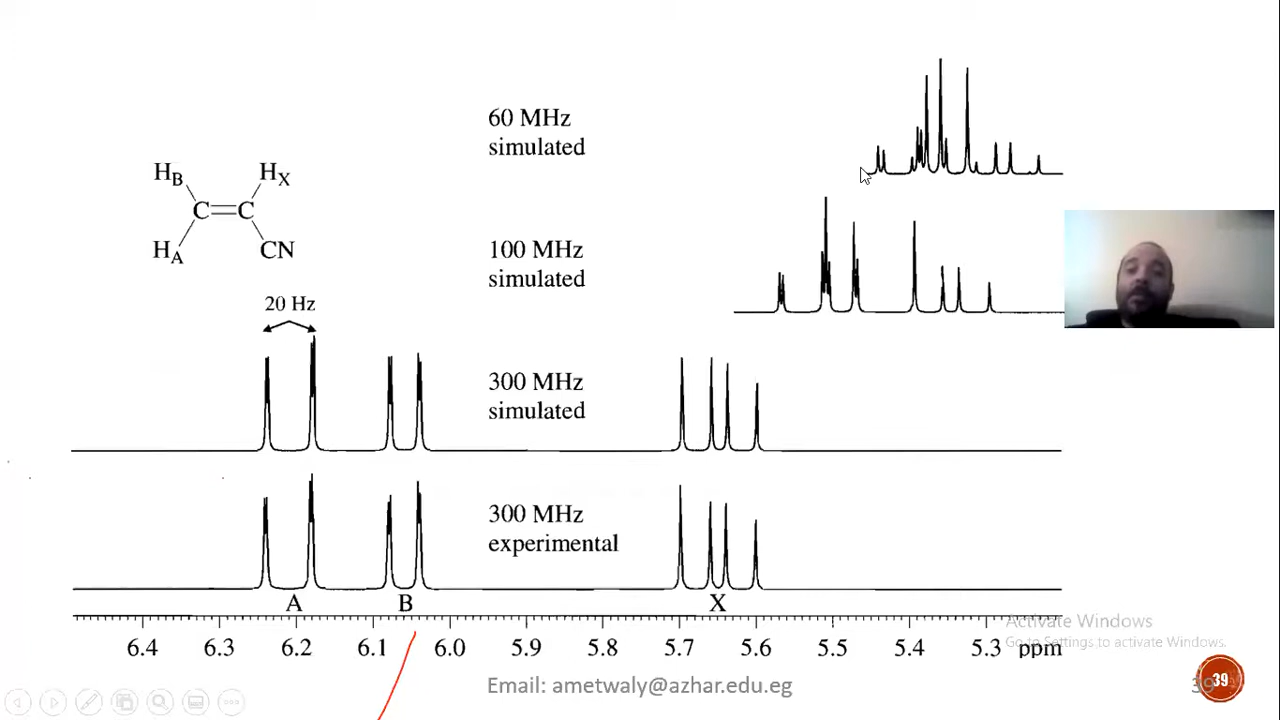 60 MHz
simulated
H_B H_X
C=C
H_A CN
100 MHz
simulated
20 Hz
300 MHz
simulated
300 MHz
experimental
A B X
6.4 6.3 6.2 6.1 6.0 5.9 5.8 5.7 5.6 5.5 5.4 5.3 ppm
Activate Windows
Go to Settings to activate Windows.
Email: ametwaly@azhar.edu.eg
39
39